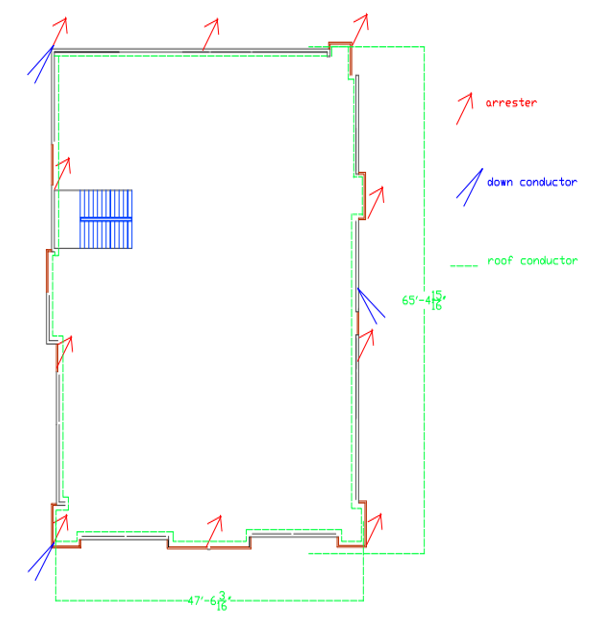 arrester
down conductor
65'-4 15/16"
roof conductor
47'-6 3/16